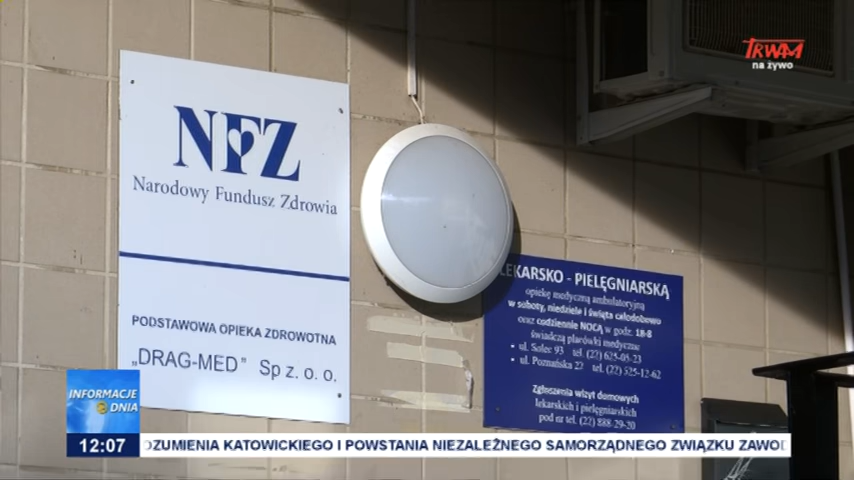 TRWAM
na żywo
NFZ
Narodowy Fundusz Zdrowia
PODSTAWOWA OPIEKA ZDROWOTNA
„DRAG-MED” Sp z. o. o.
LEKARSKO - PIELĘGNIARSKĄ
opiekę medyczną ambulatoryjną
w soboty, niedziele i święta całodobowo
oraz codziennie NOCĄ w godz. 18-8
świadczą placówki medyczne
• ul. Solec 93 tel. (22) 625-03-23
• ul. Poznańska 22 tel. (22) 525-12-62
Zgłoszenia wizyt domowych
lekarskich i pielęgniarskich
pod nr tel. (22) 888-29-20
INFORMACJE
DNIA
12:07
OZUMIENIA KATOWICKIEGO I POWSTANIA NIEZALEŻNEGO SAMORZĄDNEGO ZWIĄZKU ZAWOD